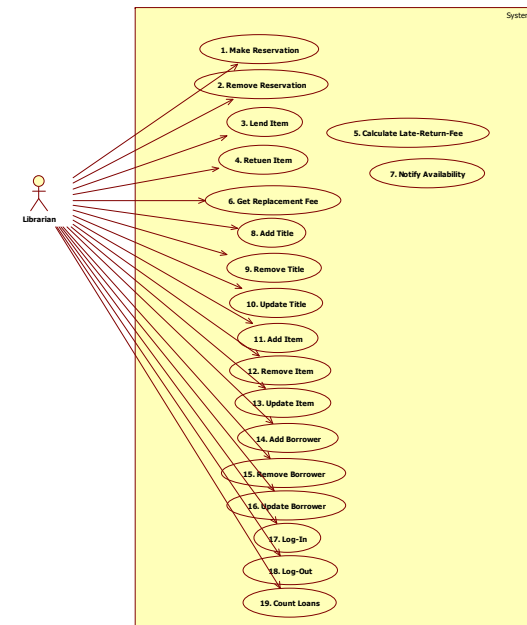 System
1. Make Reservation
2. Remove Reservation
3. Lend Item
5. Calculate Late-Return-Fee
4. Retuen Item
7. Notify Availability
6. Get Replacement Fee
Librarian
8. Add Title
9. Remove Title
10. Update Title
11. Add Item
12. Remove Item
13. Update Item
14. Add Borrower
15. Remove Borrower
16. Update Borrower
17. Log-In
18. Log-Out
19. Count Loans